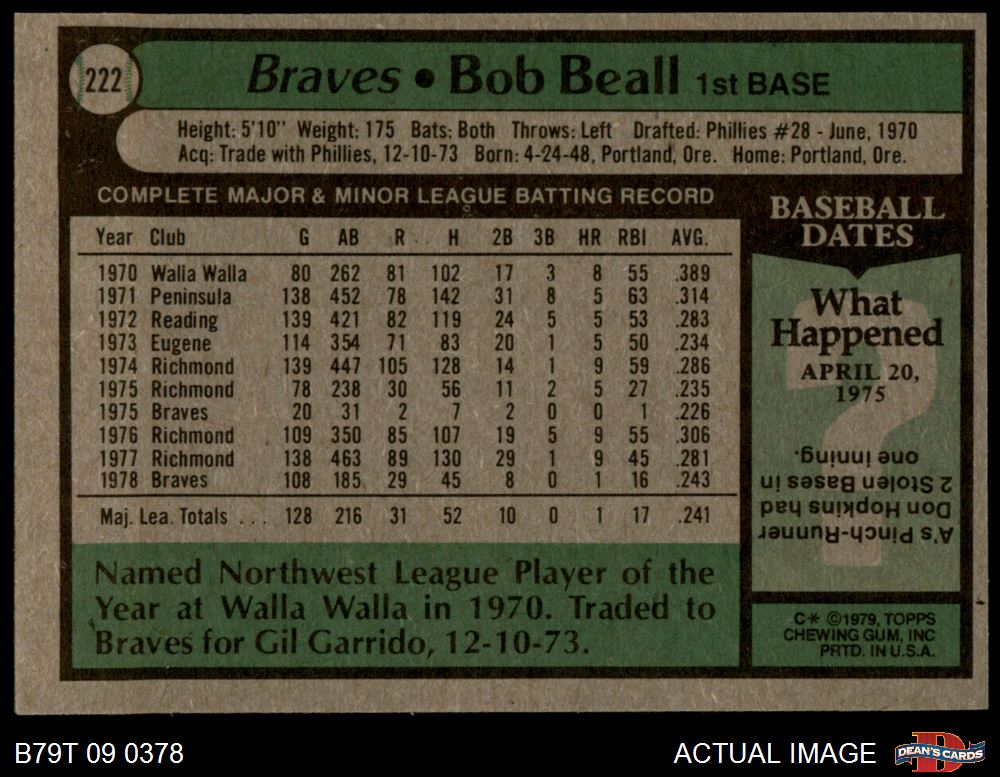 222
Braves • Bob Beall 1st BASE
Height: 5'10" Weight: 175 Bats: Both Throws: Left Drafted: Phillies #28 - June, 1970
Acq: Trade with Phillies, 12-10-73 Born: 4-24-48, Portland, Ore. Home: Portland, Ore.
COMPLETE MAJOR & MINOR LEAGUE BATTING RECORD
Year Club G AB R H 2B 3B HR RBI AVG.
1970 Walla Walla 80 262 81 102 17 3 8 55 .389
1971 Peninsula 138 452 78 142 31 8 5 63 .314
1972 Reading 139 421 82 119 24 5 5 53 .283
1973 Eugene 114 354 71 83 20 1 5 50 .234
1974 Richmond 139 447 105 128 14 1 9 59 .286
1975 Richmond 78 238 30 56 11 2 5 27 .235
1975 Braves 20 31 2 7 2 0 0 1 .226
1976 Richmond 109 350 85 107 19 5 9 55 .306
1977 Richmond 138 463 89 130 29 1 9 45 .281
1978 Braves 108 185 29 45 8 0 1 16 .243
Maj. Lea. Totals ... 128 216 31 52 10 0 1 17 .241
Named Northwest League Player of the
Year at Walla Walla in 1970. Traded to
Braves for Gil Garrido, 12-10-73.
BASEBALL
DATES
What
Happened
APRIL 20,
1975
?
A's Pinch-Runner
Don Hopkins had
2 Stolen Bases in
one inning.
C* ©1979, TOPPS
CHEWING GUM, INC
PRTD. IN U.S.A.
B79T 09 0378
ACTUAL IMAGE
D
DEAN'S CARDS